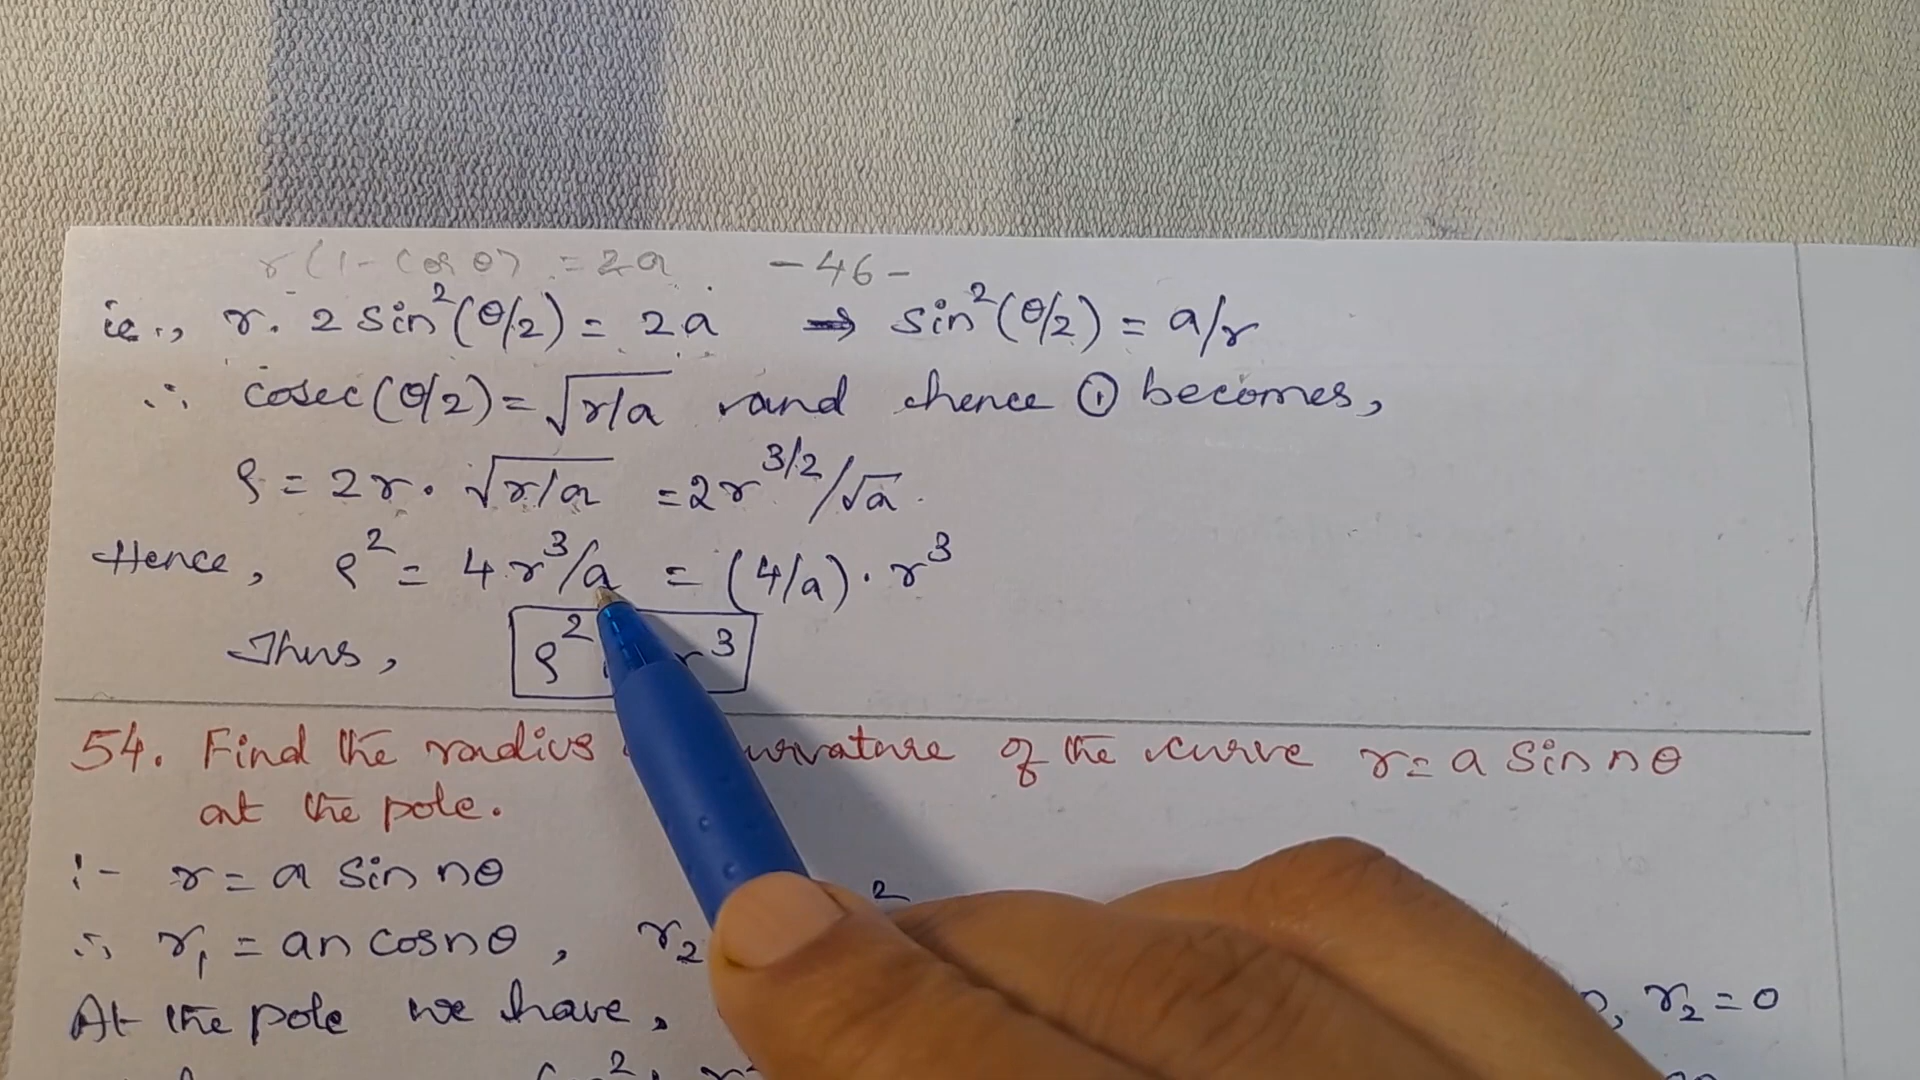 r(1-cosθ) = 2a -46-
ie., r. 2 sin²(θ/2) = 2a ⇒ sin²(θ/2) = a/r
∴ cosec(θ/2) = √r/a and hence ① becomes,
ρ = 2r. √r/a = 2r^3/2/√a.
Hence, ρ² = 4r³/a = (4/a). r³
Thus, ρ² r³
54. Find the radius of the curve r = a sin nθ
at the pole.
:- r = a sin nθ
∴ r₁ = an cos nθ, r₂
At the pole we have, r₂ = 0